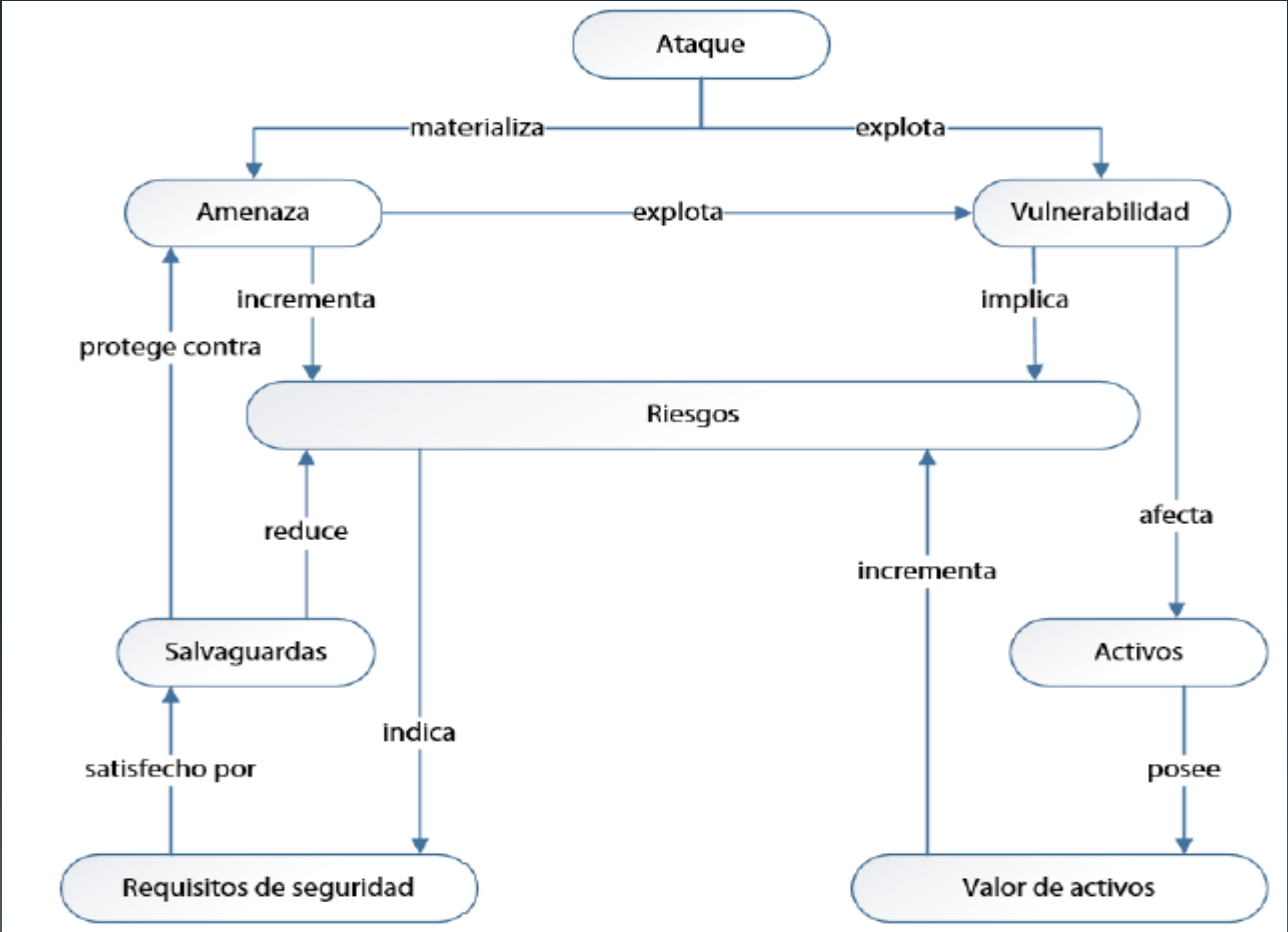 Ataque
materializa
explota
Amenaza
explota
Vulnerabilidad
incrementa
implica
protege contra
Riesgos
afecta
reduce
incrementa
Salvaguardas
Activos
indica
satisfecho por
posee
Requisitos de seguridad
Valor de activos